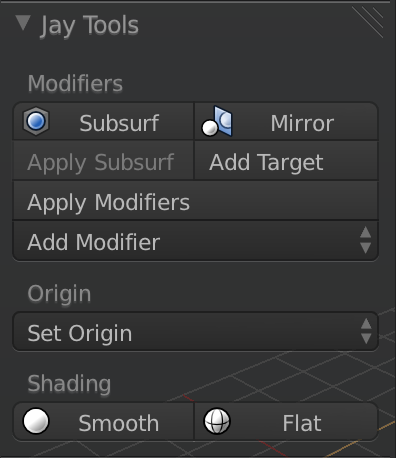 Jay Tools
Modifiers
Subsurf Mirror
Apply Subsurf Add Target
Apply Modifiers
Add Modifier
Origin
Set Origin
Shading
Smooth Flat